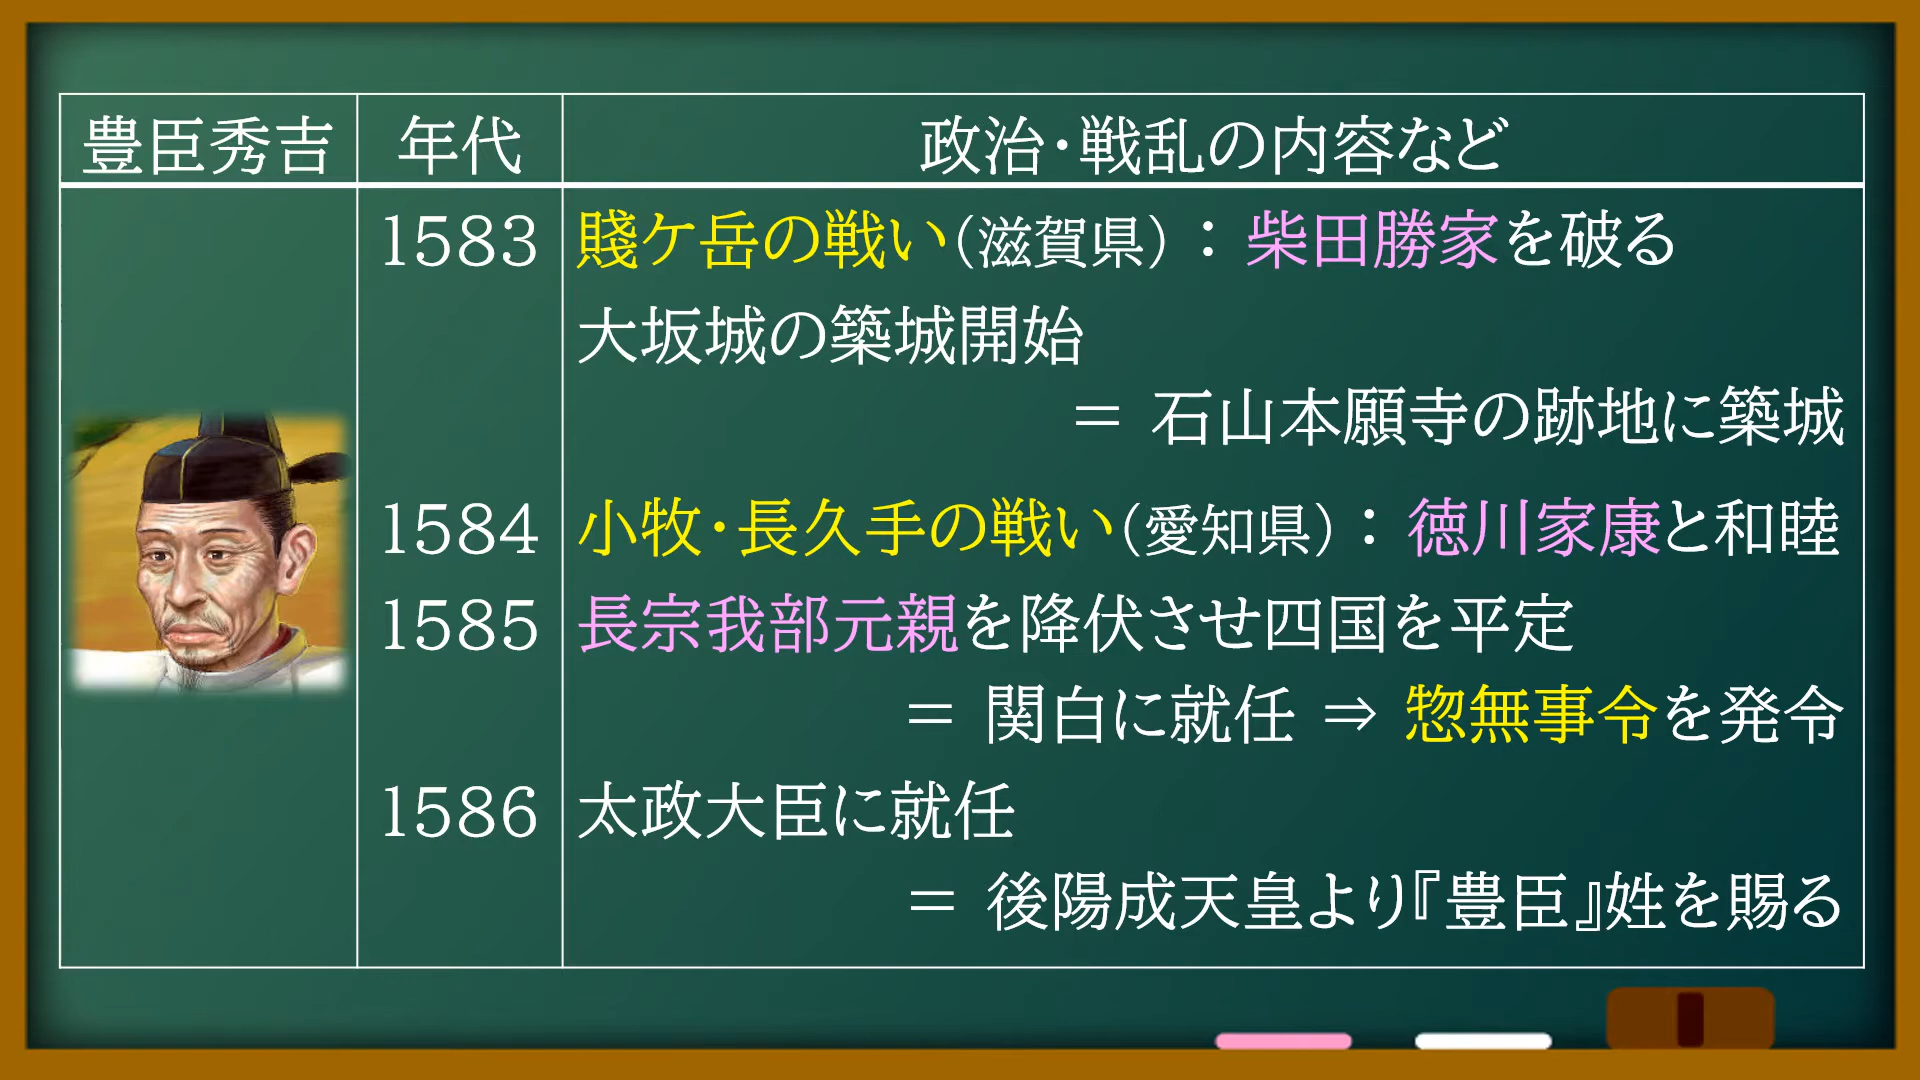 豊臣秀吉 年代 政治・戦乱の内容など
1583 賤ケ岳の戦い（滋賀県）：柴田勝家を破る
大坂城の築城開始
＝ 石山本願寺の跡地に築城
1584 小牧・長久手の戦い（愛知県）：徳川家康と和睦
1585 長宗我部元親を降伏させ四国を平定
＝ 関白に就任 ⇒ 惣無事令を発令
1586 太政大臣に就任
＝ 後陽成天皇より『豊臣』姓を賜る